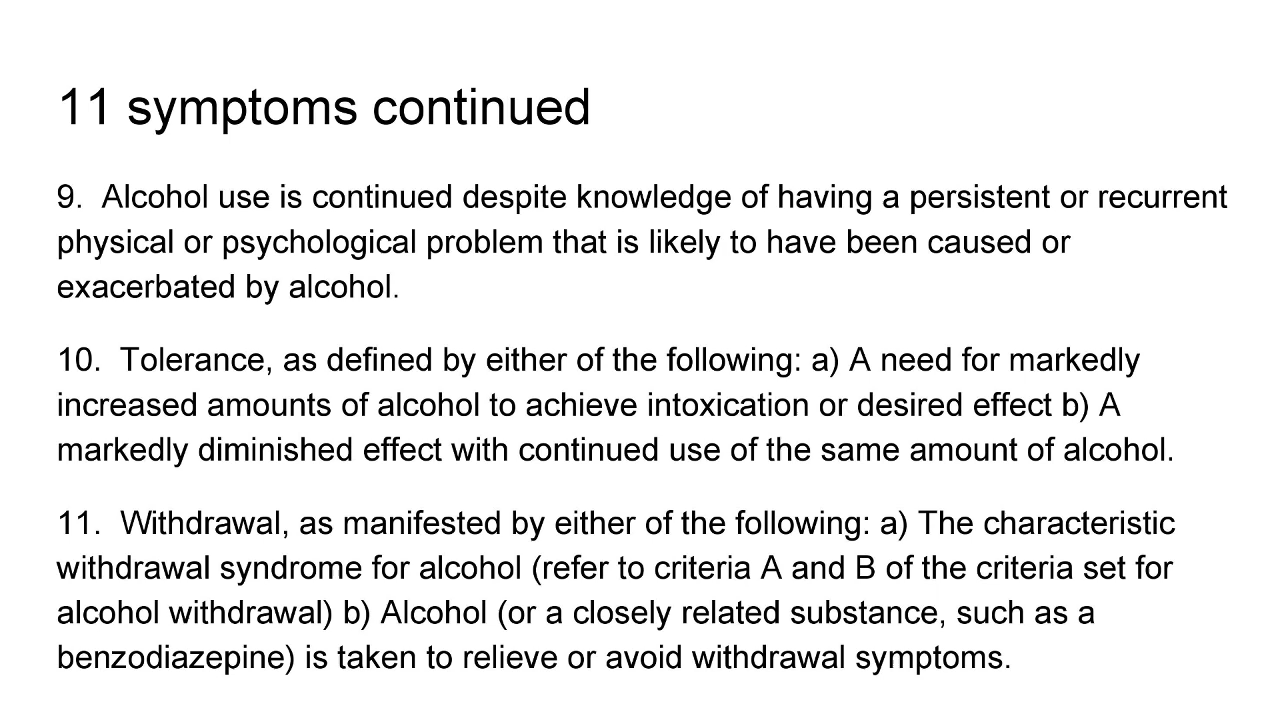 11 symptoms continued
9.  Alcohol use is continued despite knowledge of having a persistent or recurrent
physical or psychological problem that is likely to have been caused or
exacerbated by alcohol.
10.  Tolerance, as defined by either of the following: a) A need for markedly
increased amounts of alcohol to achieve intoxication or desired effect b) A
markedly diminished effect with continued use of the same amount of alcohol.
11.  Withdrawal, as manifested by either of the following: a) The characteristic
withdrawal syndrome for alcohol (refer to criteria A and B of the criteria set for
alcohol withdrawal) b) Alcohol (or a closely related substance, such as a
benzodiazepine) is taken to relieve or avoid withdrawal symptoms.